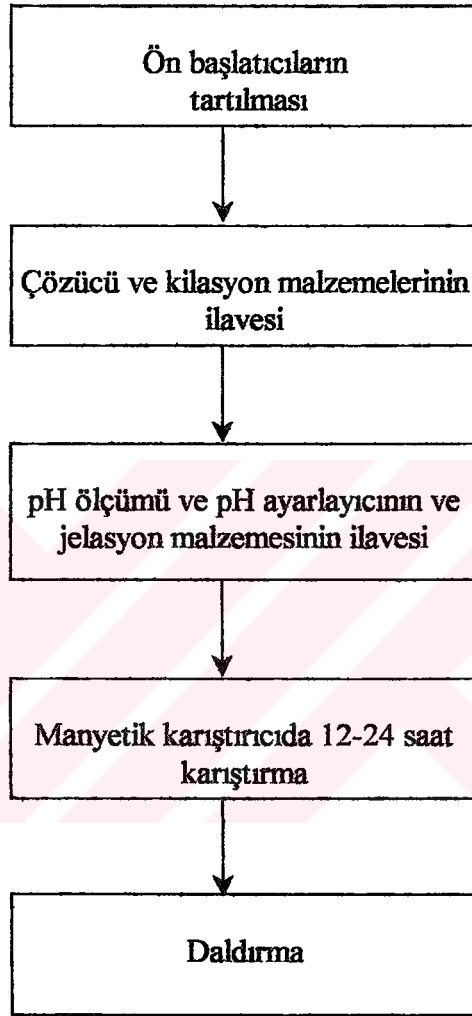 Ön başlatıcıların
tartılması
Çözücü ve kilasyon malzemelerinin
ilavesi
pH ölçümü ve pH ayarlayıcının ve
jelasyon malzemesinin ilavesi
Manyetik karıştırıcıda 12-24 saat
karıştırma
Daldırma